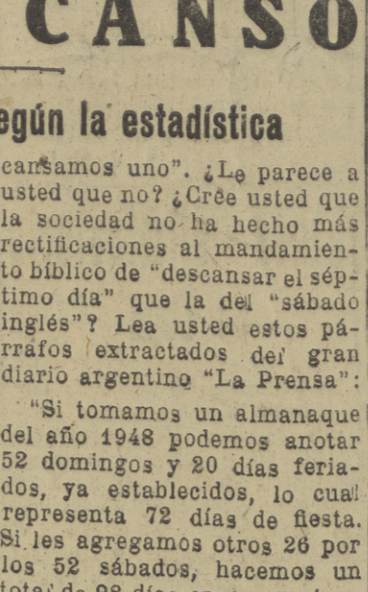 CANSO
egún la estadística
cansamos uno". ¿Le parece a
usted que no? ¿Cree usted que
la sociedad no ha hecho más
rectificaciones al mandamien-
to bíblico de "descansar el sép-
timo día" que la del "sábado
inglés"? Lea usted estos pá-
rrafos extractados del gran
diario argentino "La Prensa":
"Si tomamos un almanaque
del año 1948 podemos anotar
52 domingos y 20 días feria-
dos, ya establecidos, lo cual
representa 72 días de fiesta.
Si les agregamos otros 26 por
los 52 sábados, hacemos un
total de 98 días